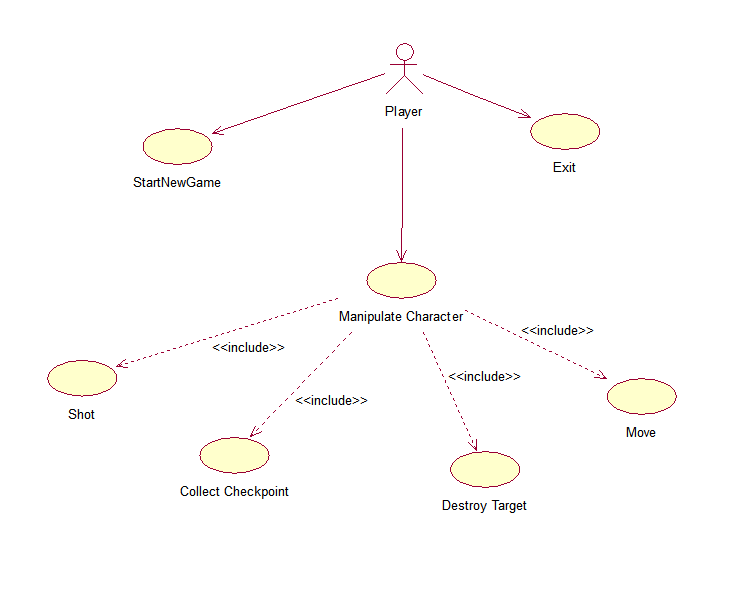 Player
Exit
StartNewGame
Manipulate Character
<<include>>
<<include>>
<<include>>
<<include>>
Shot
Move
Collect Checkpoint
Destroy Target